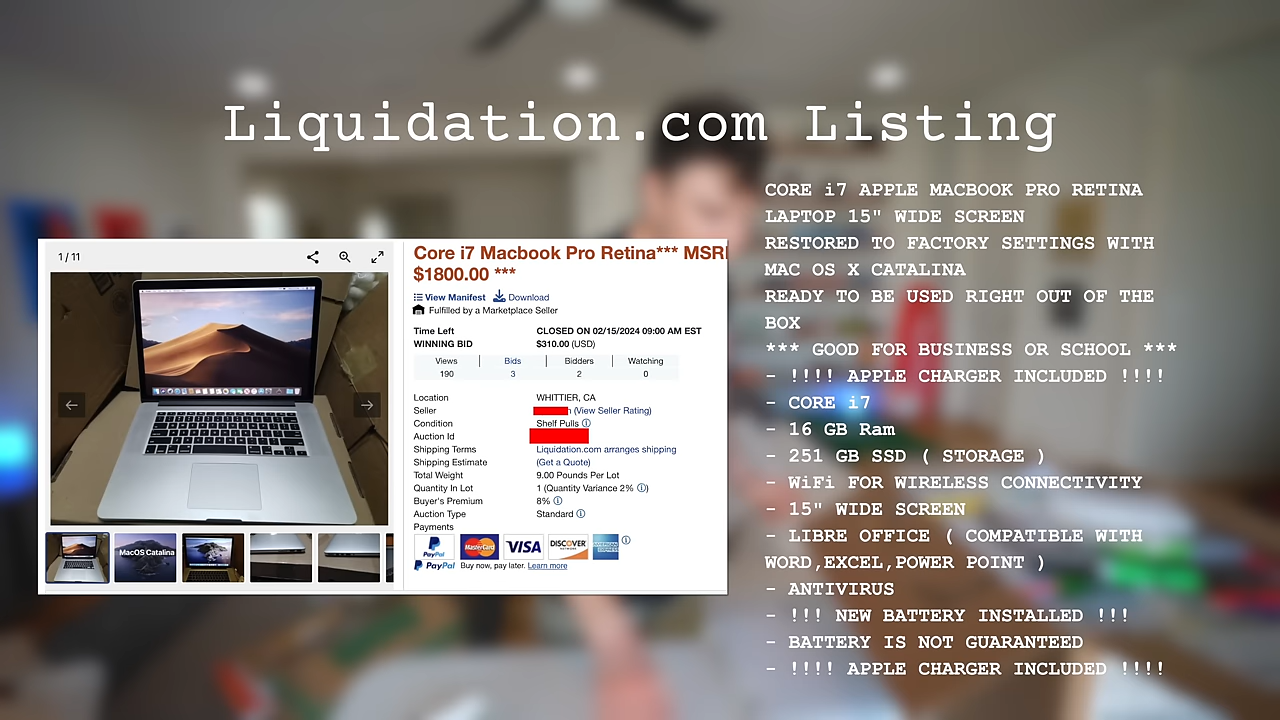 Liquidation.com Listing
1 / 11
MacOS Catalina
Core i7 Macbook Pro Retina*** MSRI
$1800.00 ***
View Manifest Download
Fulfilled by a Marketplace Seller
Time Left CLOSED ON 02/15/2024 09:00 AM EST
WINNING BID $310.00 (USD)
Views Bids Bidders Watching
190 3 2 0
Location WHITTIER, CA
Seller n (View Seller Rating)
Condition Shelf Pulls
Auction Id
Shipping Terms Liquidation.com arranges shipping
Shipping Estimate (Get a Quote)
Total Weight 9.00 Pounds Per Lot
Quantity In Lot 1 (Quantity Variance 2% )
Buyer's Premium 8%
Auction Type Standard
Payments
PayPal MasterCard VISA DISCOVER AMERICAN EXPRESS
PayPal Buy now, pay later. Learn more
CORE i7 APPLE MACBOOK PRO RETINA
LAPTOP 15" WIDE SCREEN
RESTORED TO FACTORY SETTINGS WITH
MAC OS X CATALINA
READY TO BE USED RIGHT OUT OF THE
BOX
*** GOOD FOR BUSINESS OR SCHOOL ***
- !!!! APPLE CHARGER INCLUDED !!!!
- CORE i7
- 16 GB Ram
- 251 GB SSD ( STORAGE )
- WiFi FOR WIRELESS CONNECTIVITY
- 15" WIDE SCREEN
- LIBRE OFFICE ( COMPATIBLE WITH
WORD,EXCEL,POWER POINT )
- ANTIVIRUS
- !!! NEW BATTERY INSTALLED !!!
- BATTERY IS NOT GUARANTEED
- !!!! APPLE CHARGER INCLUDED !!!!